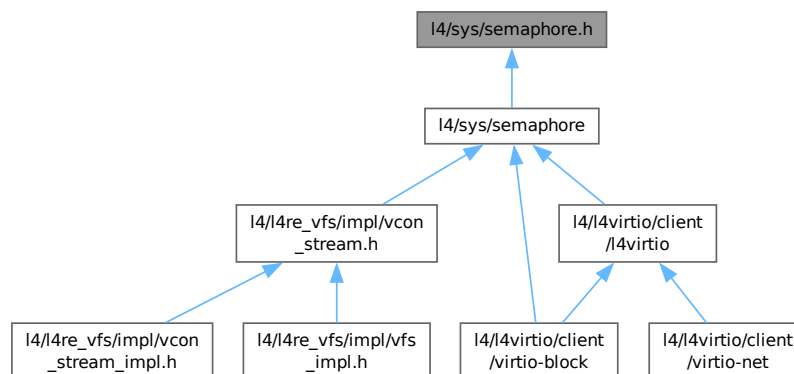 l4/sys/semaphore.h
l4/sys/semaphore
l4/l4re_vfs/impl/vcon
_stream.h
l4/l4virtio/client
/l4virtio
l4/l4re_vfs/impl/vcon
_stream_impl.h
l4/l4re_vfs/impl/vfs
_impl.h
l4/l4virtio/client
/virtio-block
l4/l4virtio/client
/virtio-net